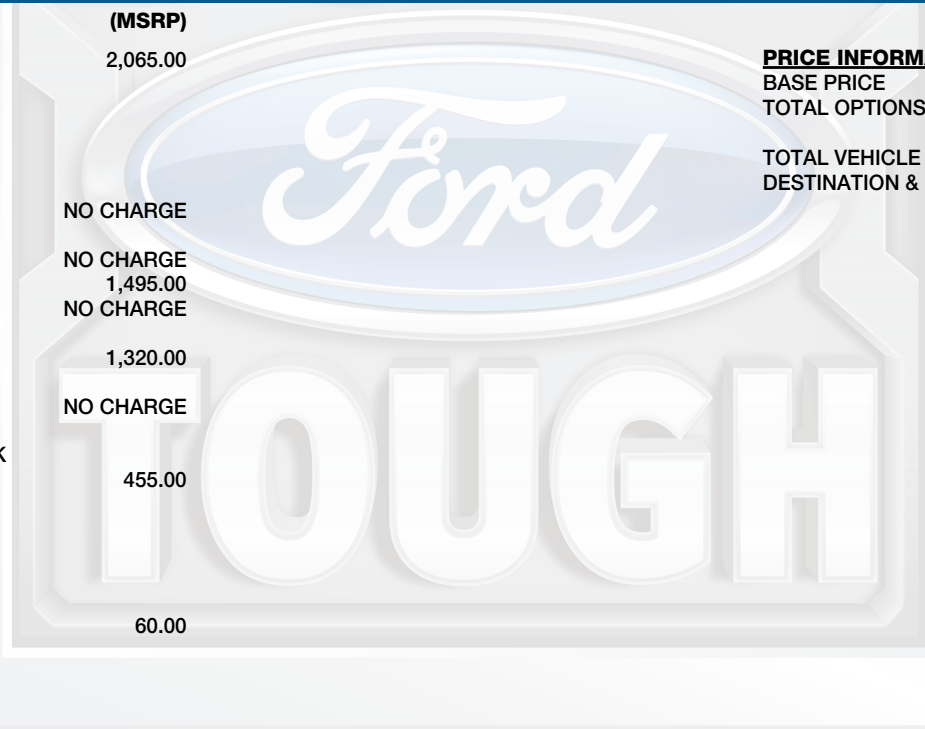 (MSRP)
2,065.00
NO CHARGE
NO CHARGE
1,495.00
NO CHARGE
1,320.00
NO CHARGE
K
455.00
60.00
PRICE INFORMA
BASE PRICE
TOTAL OPTIONS
TOTAL VEHICLE
DESTINATION &
Ford
TOUGH